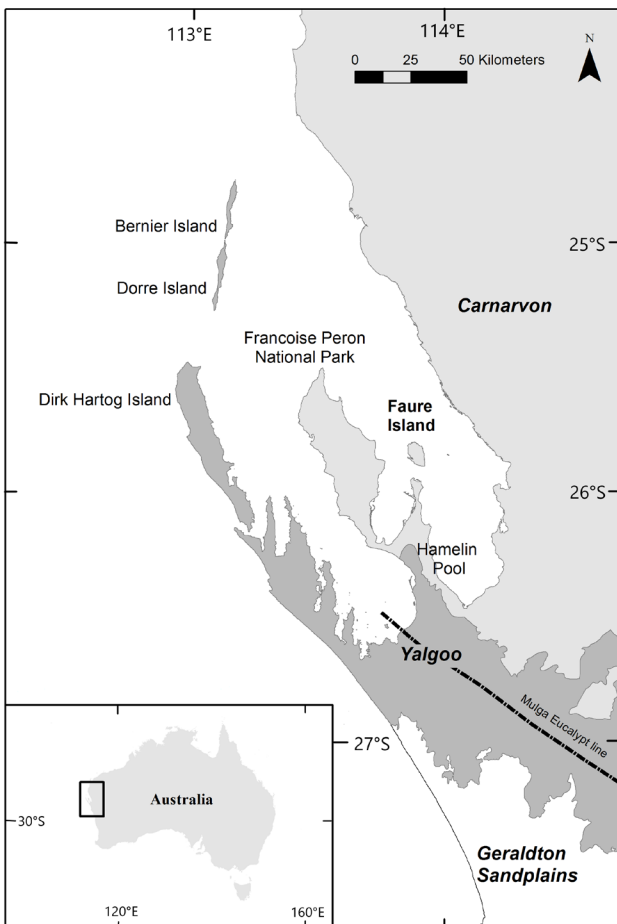 113°E
114°E
N
0 25 50 Kilometers
Bernier Island
25°S
Dorre Island
Carnarvon
Francoise Peron
National Park
Dirk Hartog Island
Faure
Island
26°S
Hamelin
Pool
Yalgoo
Mulga Eucalypt line
27°S
Australia
30°S
Geraldton
Sandplains
120°E
160°E